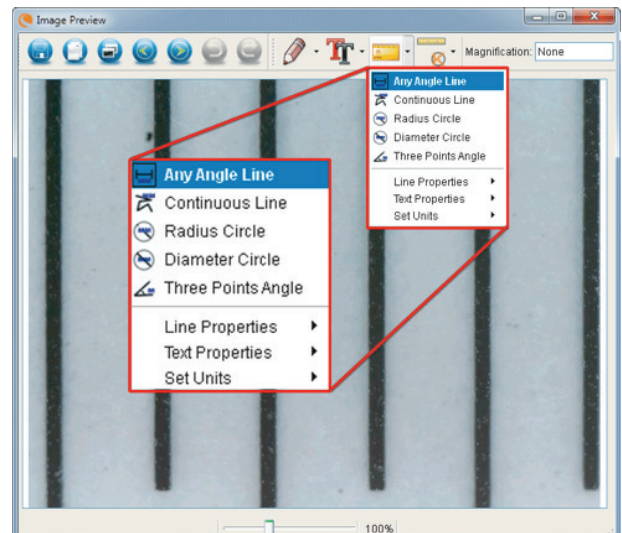 Image Preview
Magnification: None
Any Angle Line
Continuous Line
Radius Circle
Diameter Circle
Three Points Angle
Line Properties
Text Properties
Set Units
Any Angle Line
Continuous Line
Radius Circle
Diameter Circle
Three Points Angle
Line Properties
Text Properties
Set Units
100%